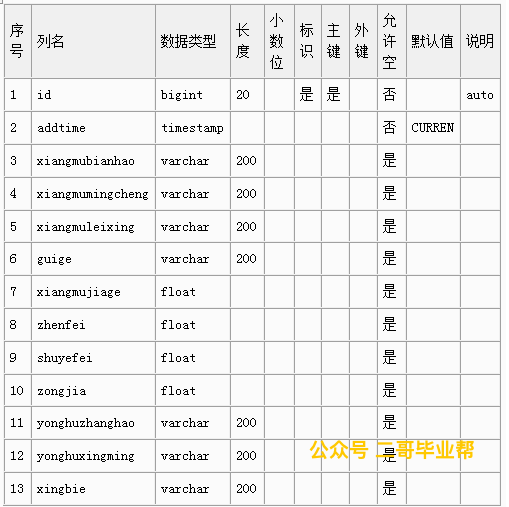 序号 列名 数据类型 长度 小数位 标识 主键 外键 允许空 默认值 说明
1 id bigint 20 是 是 否 auto
2 addtime timestamp 否 CURREN
3 xiangmubianhao varchar 200 是
4 xiangmumingcheng varchar 200 是
5 xiangmuleixing varchar 200 是
6 guige varchar 200 是
7 xiangmujiage float 是
8 zhenfei float 是
9 shuyefei float 是
10 zongjia float 是
11 yonghuzhanghao varchar 200 是
12 yonghuxingming varchar 200 是
公众号 二哥毕业帮
13 xingbie varchar 200 是